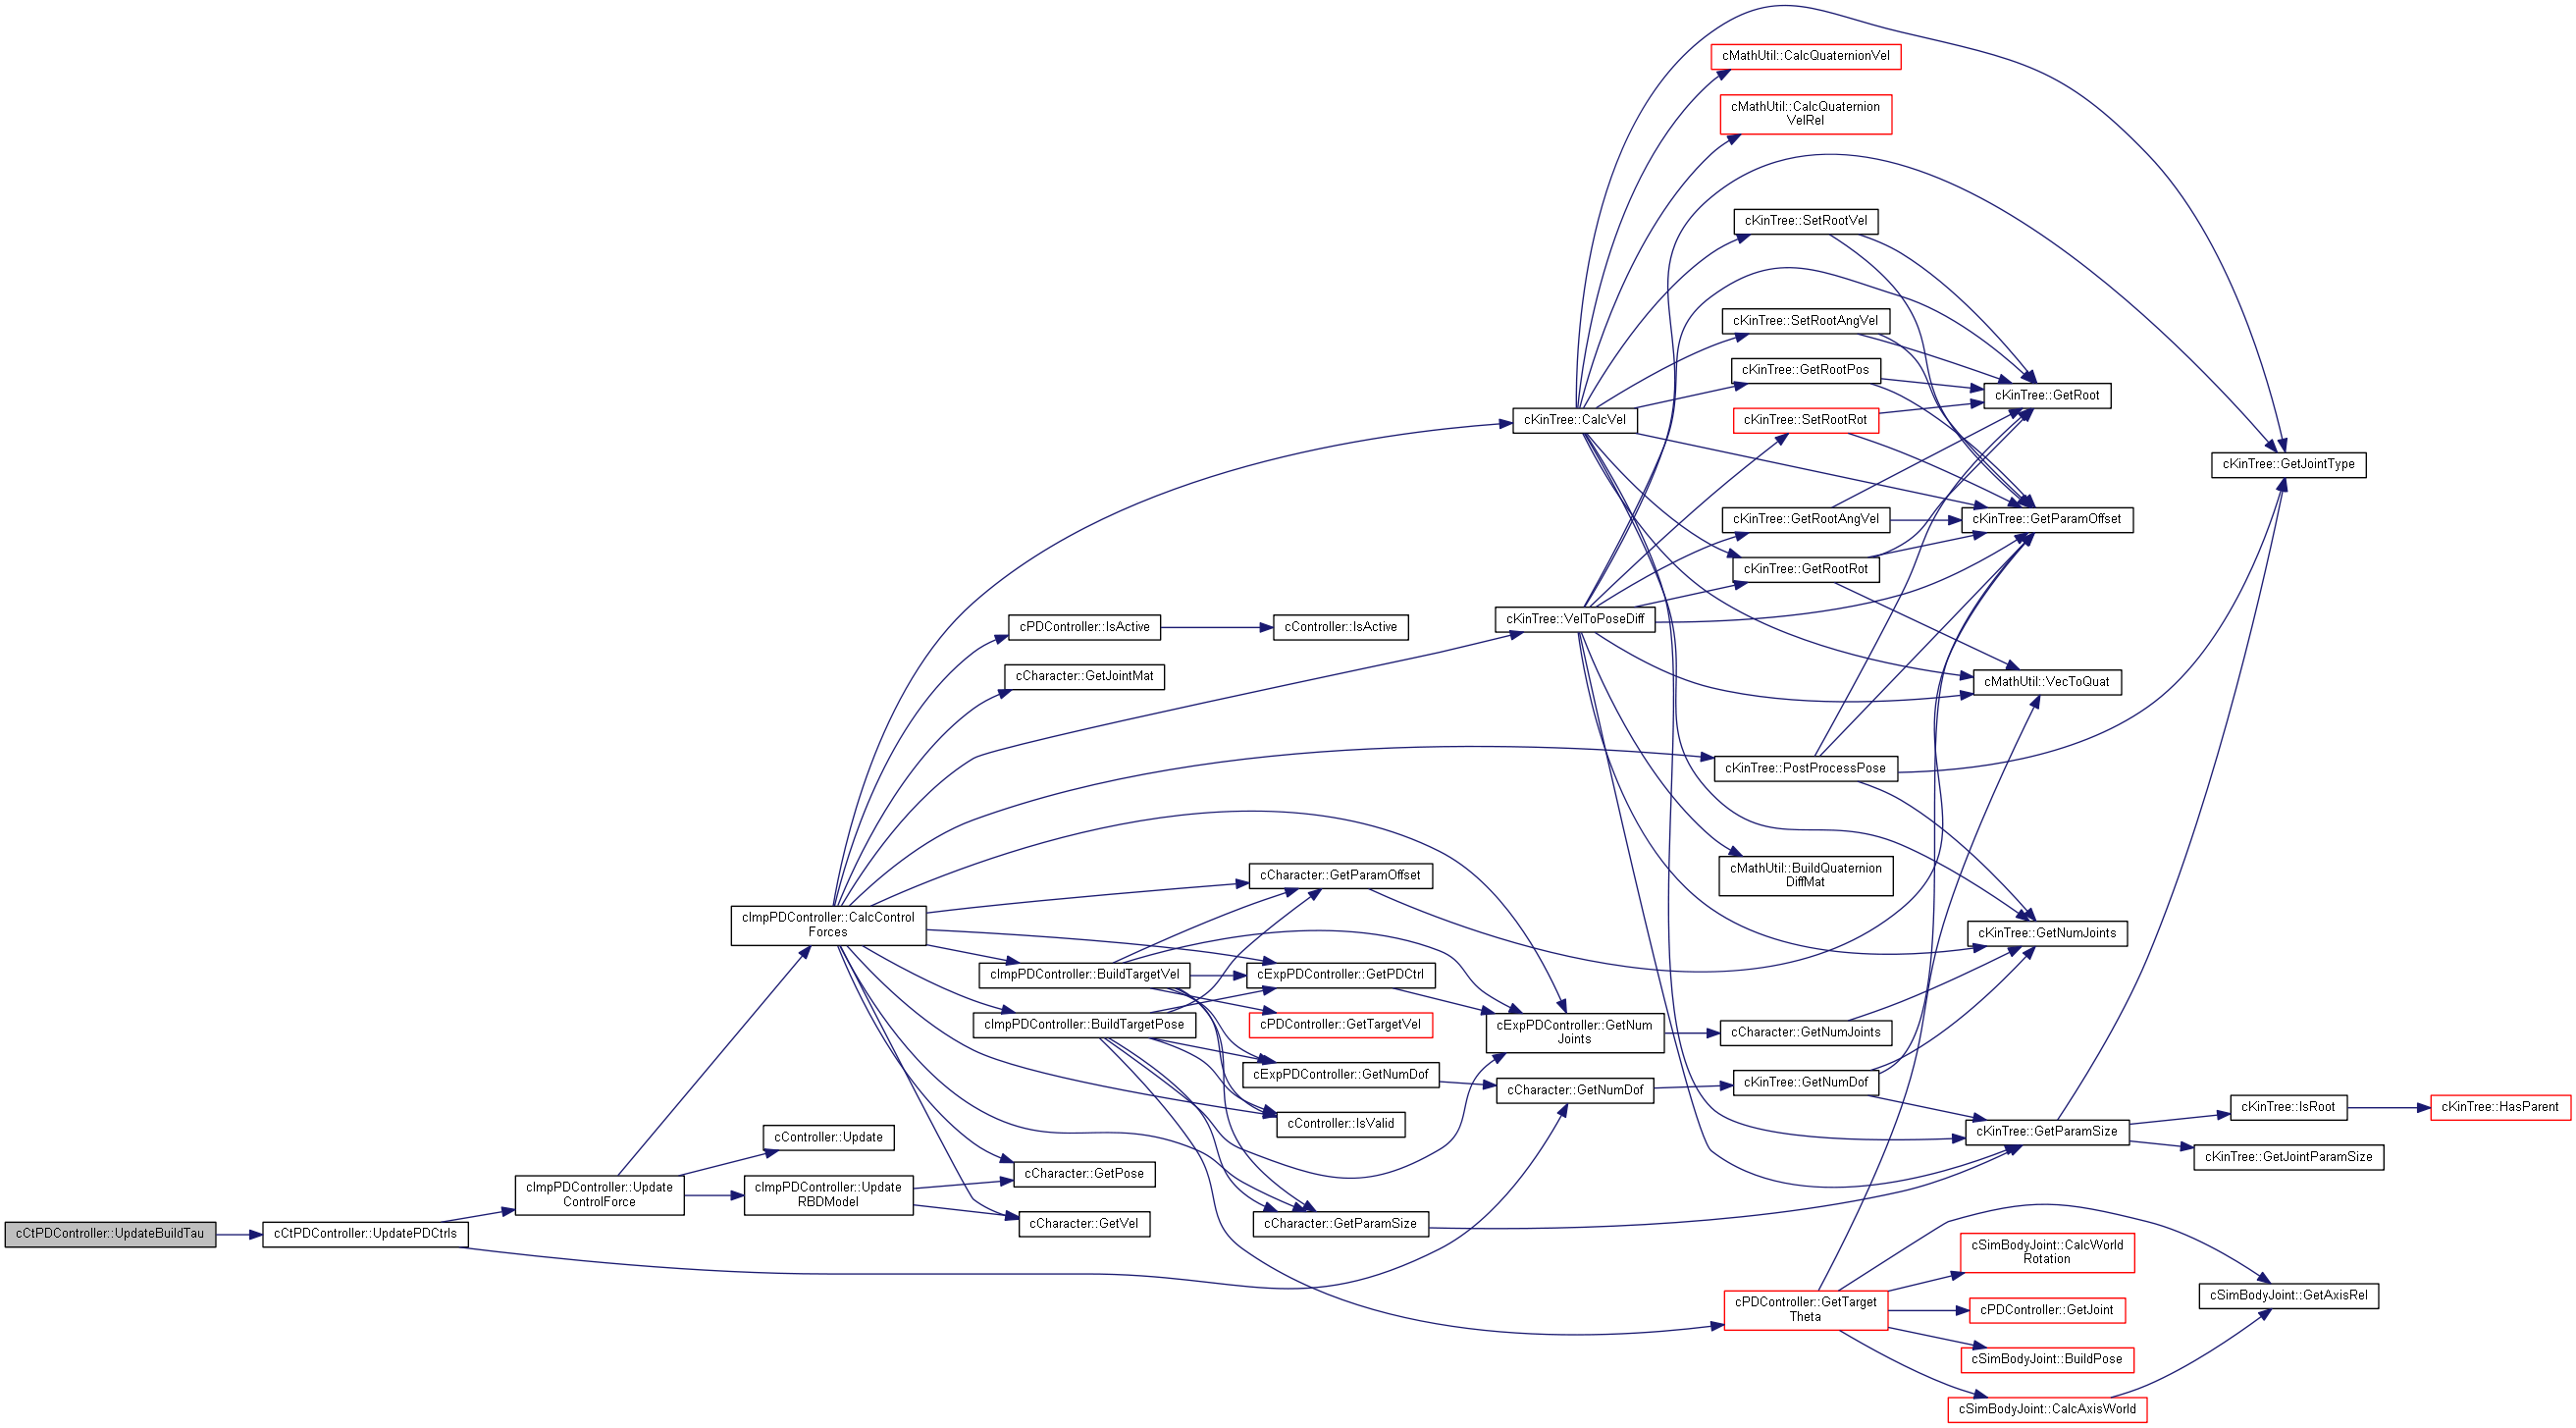 cMathUtil::CalcQuaternionVel
cMathUtil::CalcQuaternion
VelRel
cKinTree::SetRootVel
cKinTree::SetRootAngVel
cKinTree::GetRootPos
cKinTree::GetRoot
cKinTree::CalcVel
cKinTree::SetRootRot
cKinTree::GetJointType
cKinTree::GetRootAngVel
cKinTree::GetParamOffset
cKinTree::GetRootRot
cKinTree::VelToPoseDiff
cPDController::IsActive
cController::IsActive
cCharacter::GetJointMat
cMathUtil::VecToQuat
cKinTree::PostProcessPose
cMathUtil::BuildQuaternion
DiffMat
cCharacter::GetParamOffset
cImpPDController::CalcControl
Forces
cKinTree::GetNumJoints
cImpPDController::BuildTargetVel
cExpPDController::GetPDCtrl
cImpPDController::BuildTargetPose
cPDController::GetTargetVel
cExpPDController::GetNum
Joints
cCharacter::GetNumJoints
cExpPDController::GetNumDof
cCharacter::GetNumDof
cKinTree::GetNumDof
cController::IsValid
cKinTree::GetParamSize
cKinTree::IsRoot
cKinTree::HasParent
cController::Update
cKinTree::GetJointParamSize
cCharacter::GetPose
cImpPDController::Update
ControlForce
cImpPDController::Update
RBDModel
cCharacter::GetVel
cCharacter::GetParamSize
cCtPDController::UpdateBuildTau
cCtPDController::UpdatePDCtrls
cSimBodyJoint::CalcWorld
Rotation
cSimBodyJoint::GetAxisRel
cPDController::GetTarget
Theta
cPDController::GetJoint
cSimBodyJoint::BuildPose
cSimBodyJoint::CalcAxisWorld